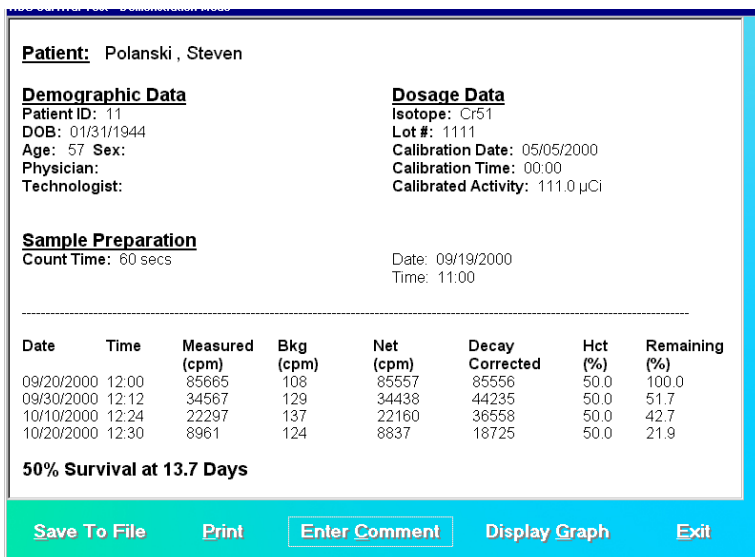 RBC Survival Test - Demonstration Mode
Patient: Polanski , Steven
Demographic Data
Patient ID: 11
DOB: 01/31/1944
Age: 57 Sex:
Physician:
Technologist:
Dosage Data
Isotope: Cr51
Lot #: 1111
Calibration Date: 05/05/2000
Calibration Time: 00:00
Calibrated Activity: 111.0 µCi
Sample Preparation
Count Time: 60 secs
Date: 09/19/2000
Time: 11:00
Date Time Measured (cpm) Bkg (cpm) Net (cpm) Decay Corrected Hct (%) Remaining (%)
09/20/2000 12:00 85665 108 85557 85556 50.0 100.0
09/30/2000 12:12 34567 129 34438 44235 50.0 51.7
10/10/2000 12:24 22297 137 22160 36558 50.0 42.7
10/20/2000 12:30 8961 124 8837 18725 50.0 21.9
50% Survival at 13.7 Days
Save To File Print Enter Comment Display Graph Exit